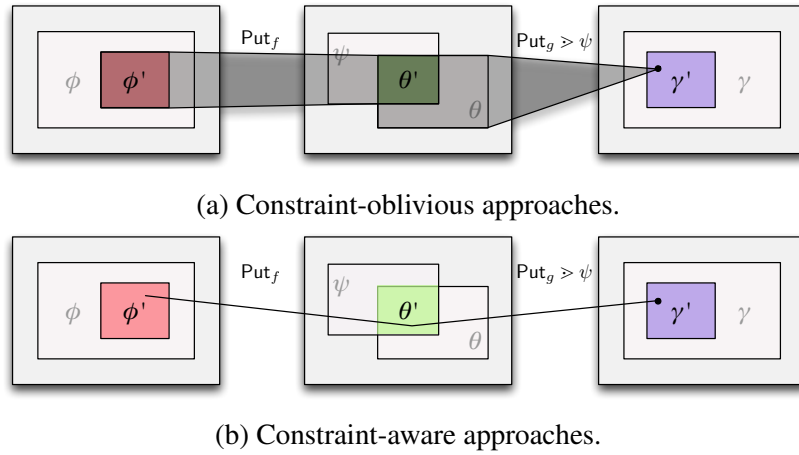 Put_f Put_g ⋗ ψ
ϕ ϕ' ψ θ' θ γ' γ
(a) Constraint-oblivious approaches.
Put_f Put_g ⋗ ψ
ϕ ϕ' ψ θ' θ γ' γ
(b) Constraint-aware approaches.